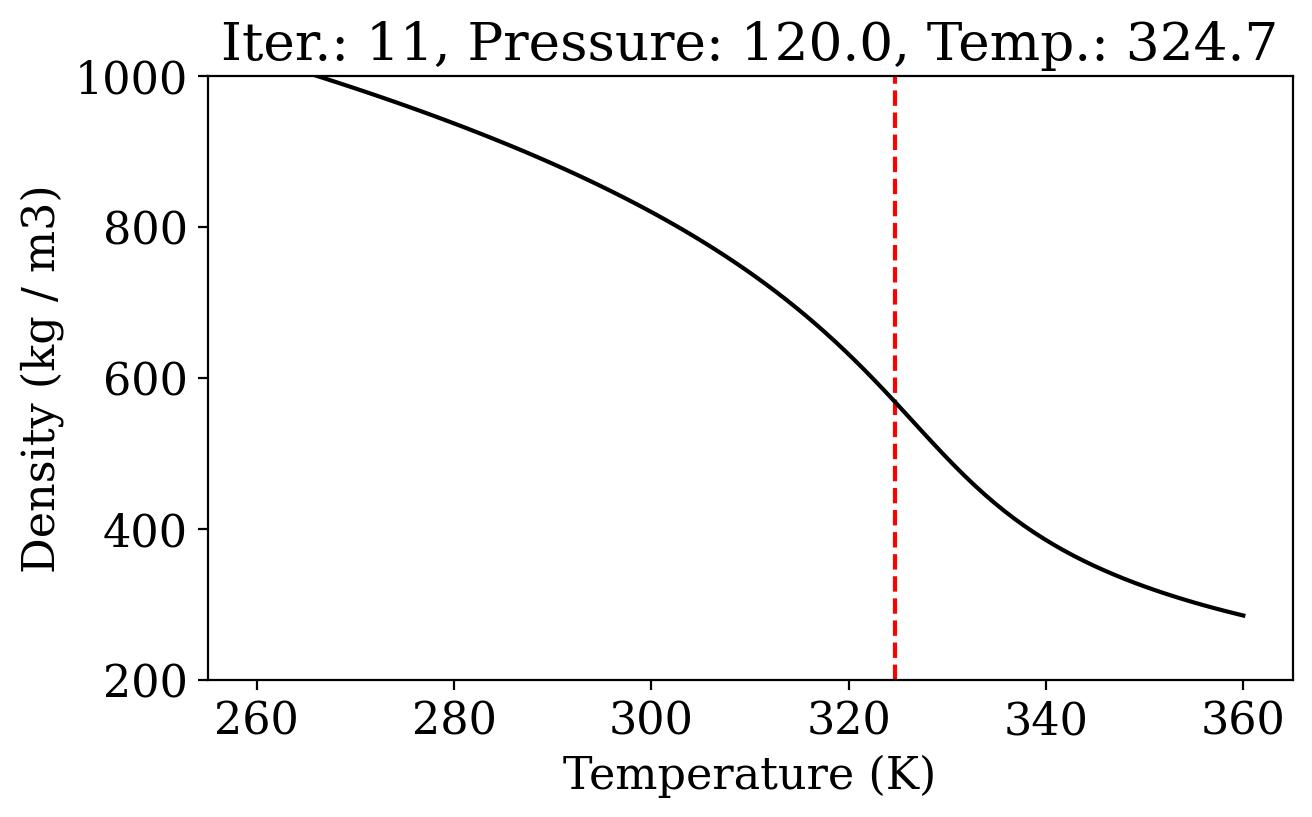 Iter.: 11, Pressure: 120.0, Temp.: 324.7
1000
800
600
400
200
Density (kg / m3)
260 280 300 320 340 360
Temperature (K)